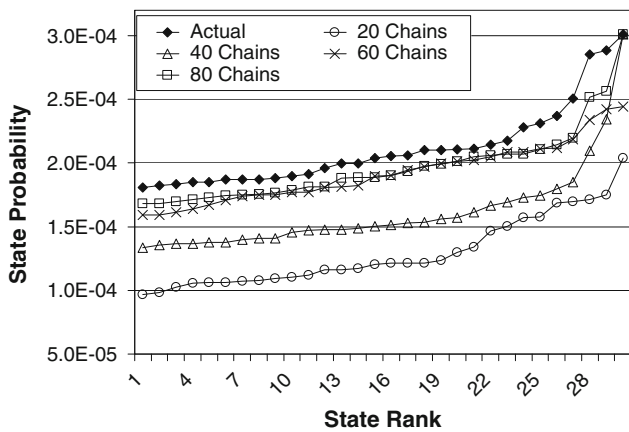 Actual
20 Chains
40 Chains
60 Chains
80 Chains
3.0E-04
2.5E-04
2.0E-04
1.5E-04
1.0E-04
5.0E-05
State Probability
1 4 7 10 13 16 19 22 25 28
State Rank